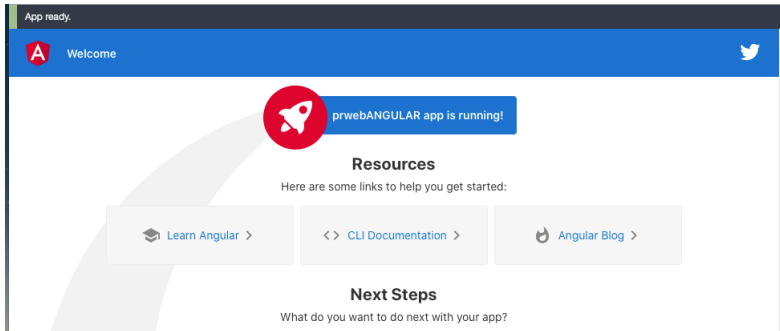 App ready.
Welcome
prwebANGULAR app is running!
Resources
Here are some links to help you get started:
Learn Angular
CLI Documentation
Angular Blog
Next Steps
What do you want to do next with your app?